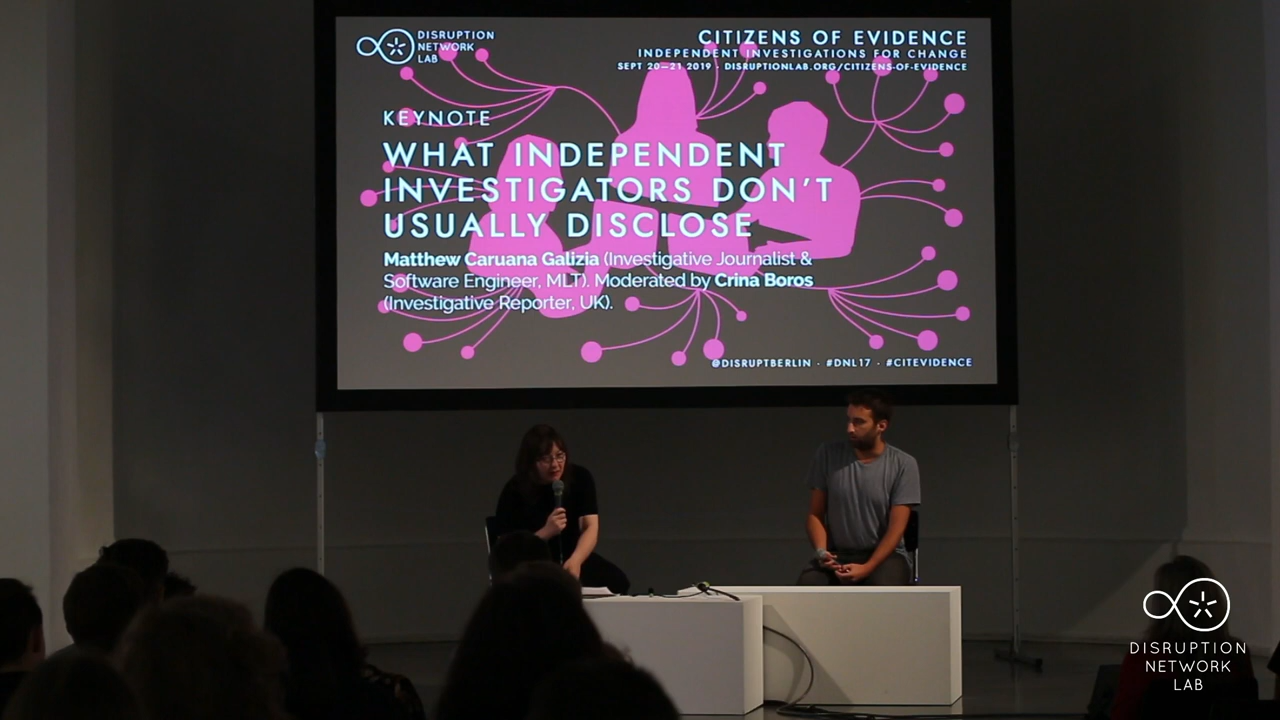 DISRUPTION
NETWORK
LAB
CITIZENS OF EVIDENCE
INDEPENDENT INVESTIGATIONS FOR CHANGE
SEPT 20–21 2019 · DISRUPTIONLAB.ORG/CITIZENS-OF-EVIDENCE
KEYNOTE
WHAT INDEPENDENT
INVESTIGATORS DON'T
USUALLY DISCLOSE
Matthew Caruana Galizia (Investigative Journalist &
Software Engineer, MLT). Moderated by Crina Boros
(Investigative Reporter, UK).
@DISRUPTBERLIN · #DNL17 · #CITEVIDENCE
DISRUPTION
NETWORK
LAB